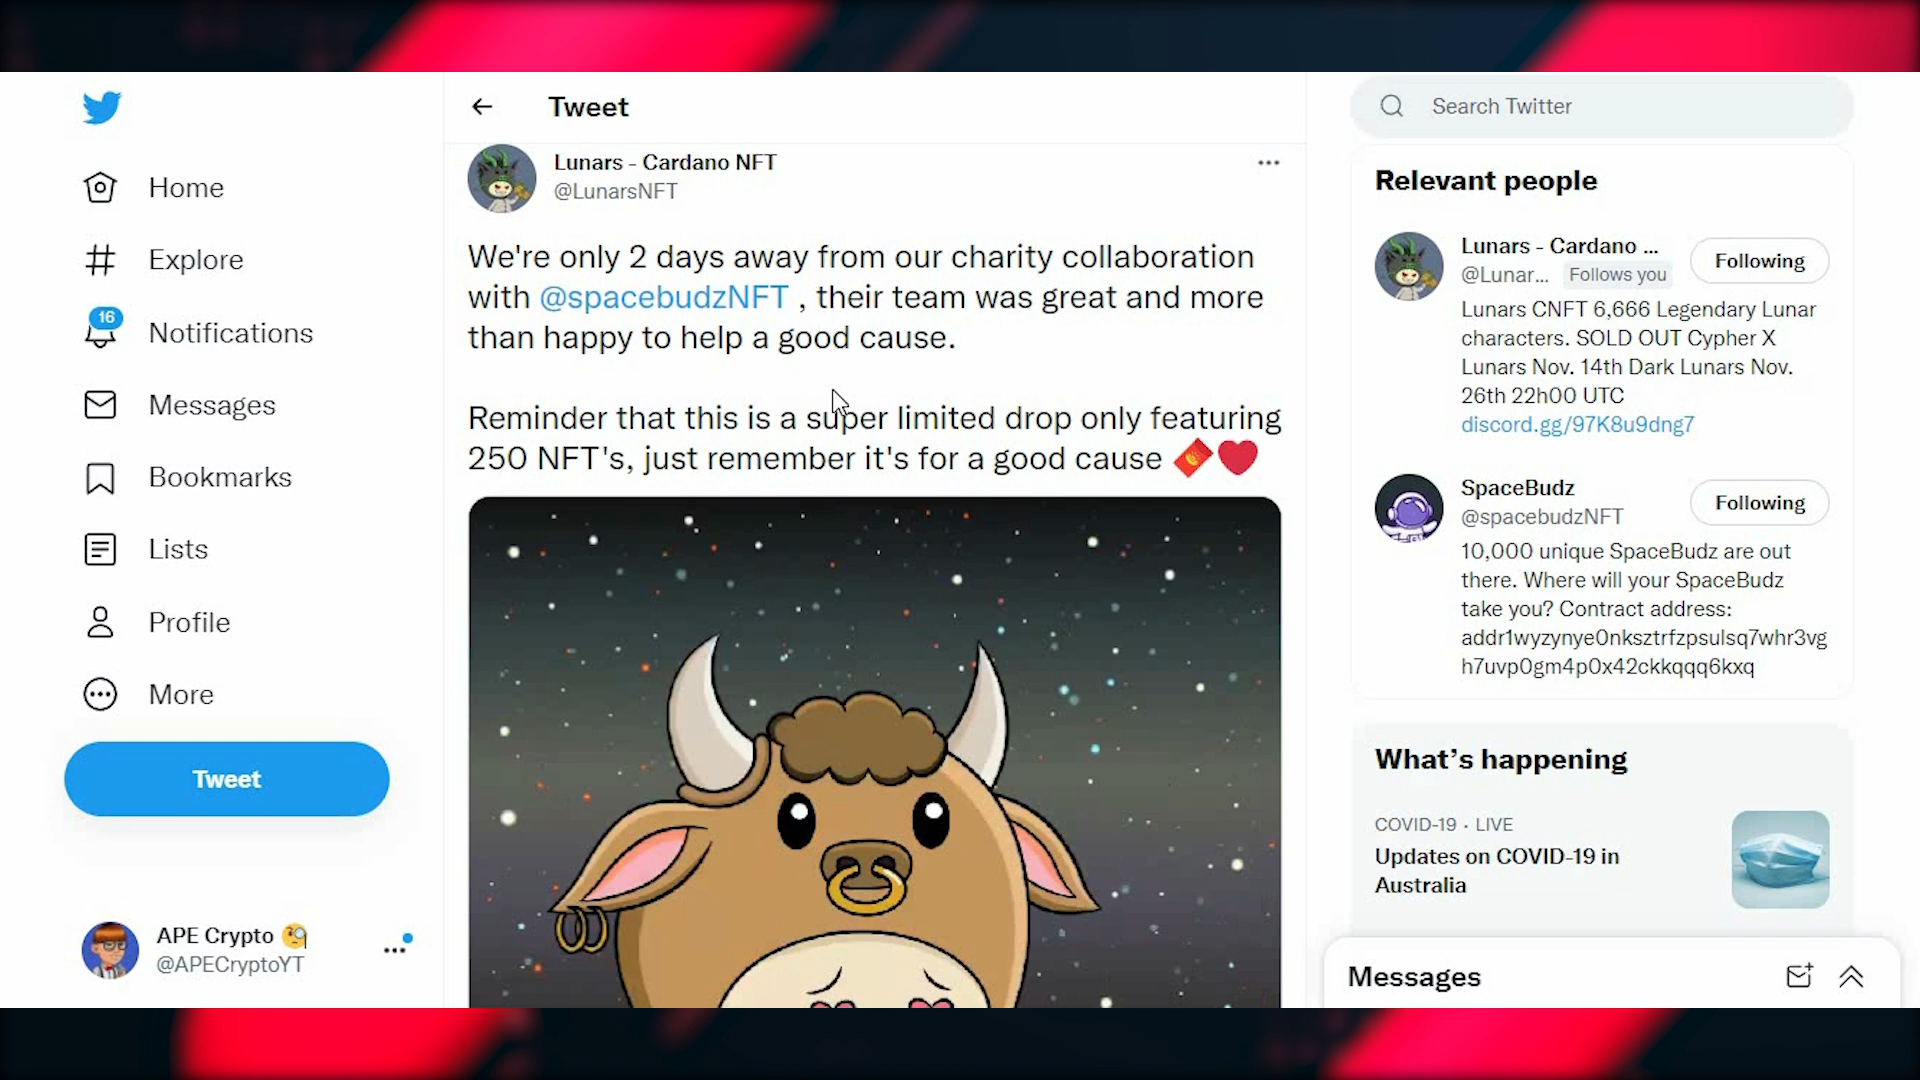 Home
Explore
16
Notifications
Messages
Bookmarks
Lists
Profile
More
Tweet
APE Crypto
@APECryptoYT
Tweet
Lunars - Cardano NFT
@LunarsNFT
We're only 2 days away from our charity collaboration
with @spacebudzNFT , their team was great and more
than happy to help a good cause.
Reminder that this is a super limited drop only featuring
250 NFT's, just remember it's for a good cause 🧧❤️
Search Twitter
Relevant people
Lunars - Cardano ...
@Lunar... Follows you
Following
Lunars CNFT 6,666 Legendary Lunar
characters. SOLD OUT Cypher X
Lunars Nov. 14th Dark Lunars Nov.
26th 22h00 UTC
discord.gg/97K8u9dng7
SpaceBudz
@spacebudzNFT
Following
10,000 unique SpaceBudz are out
there. Where will your SpaceBudz
take you? Contract address:
addr1wyzynye0nksztrfzpsulsq7whr3vg
h7uvp0gm4p0x42ckkqqq6kxq
What's happening
COVID-19 · LIVE
Updates on COVID-19 in
Australia
Messages